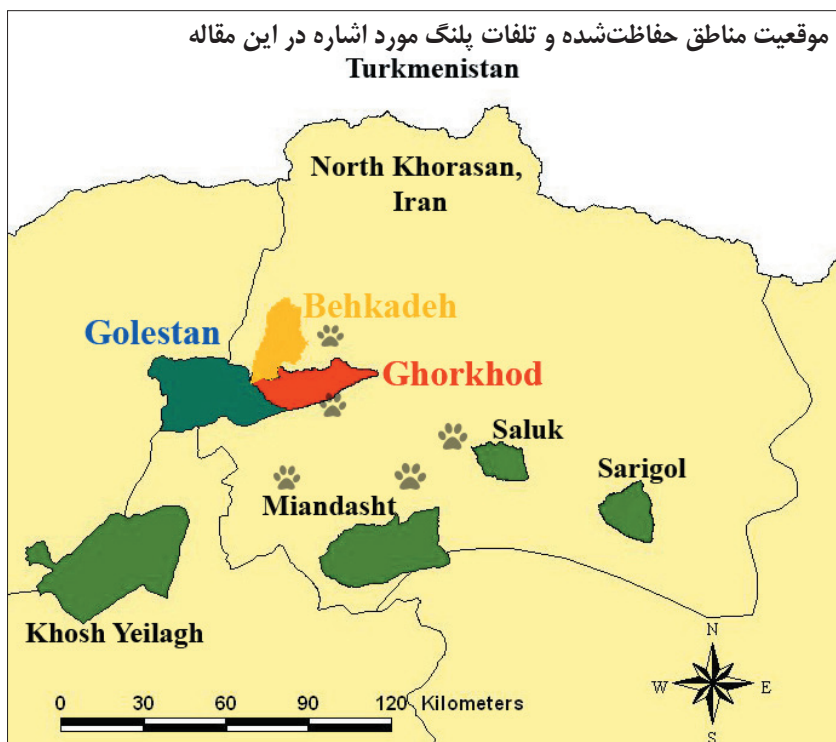 موقعیت مناطق حفاظت‌شده و تلفات پلنگ مورد اشاره در این مقاله
Turkmenistan
North Khorasan,
Iran
Behkadeh
Golestan
Ghorkhod
Saluk
Sarigol
Miandasht
Khosh Yeilagh
N
W E
S
0 30 60 90 120 Kilometers